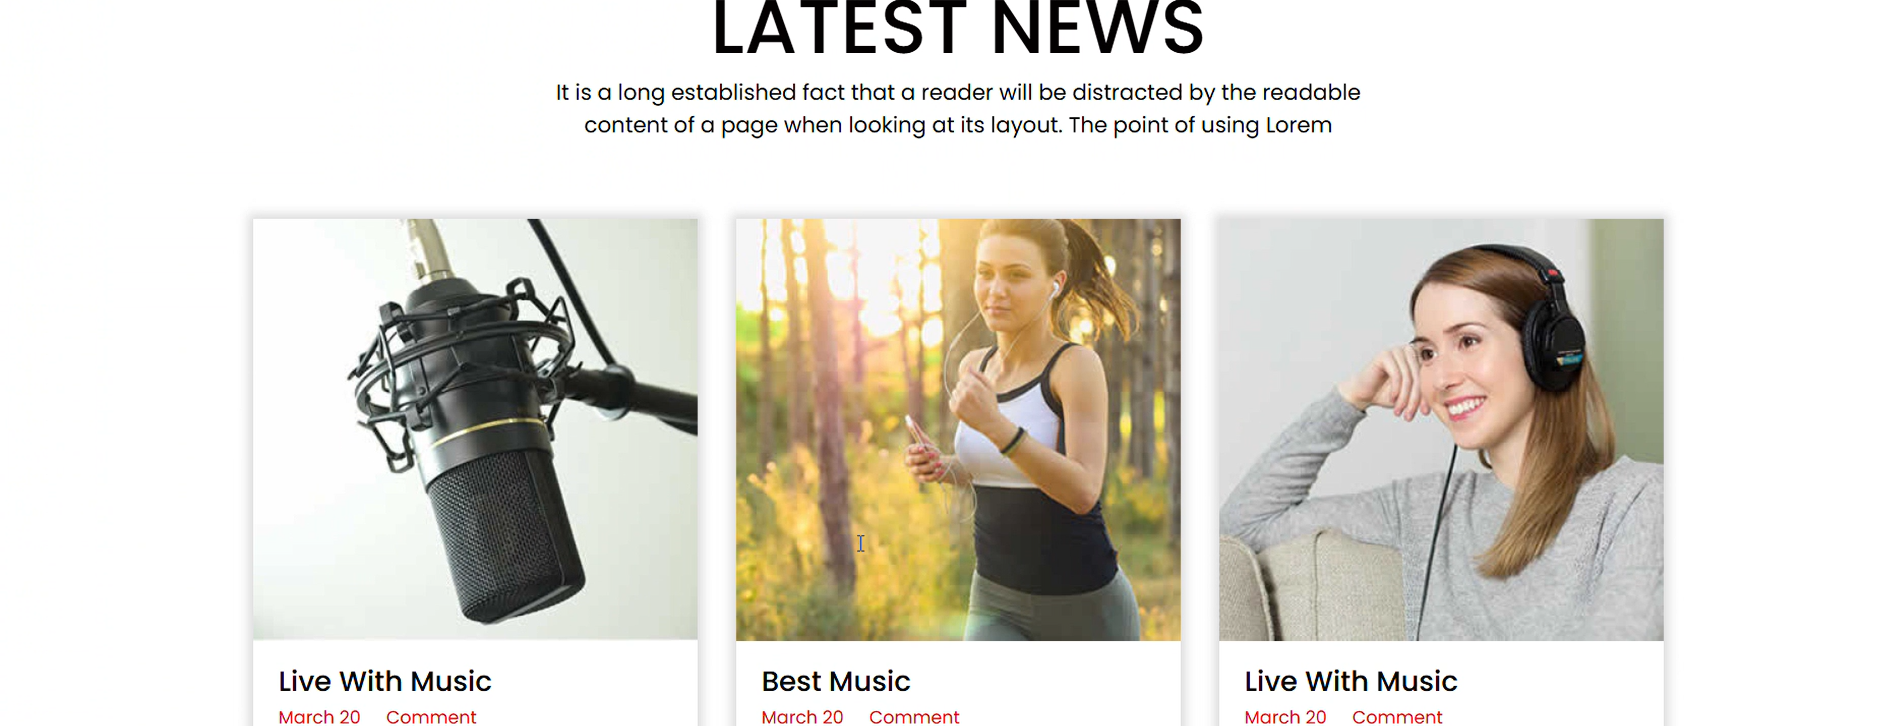 LATEST NEWS
It is a long established fact that a reader will be distracted by the readable
content of a page when looking at its layout. The point of using Lorem
Live With Music
March 20 Comment
Best Music
March 20 Comment
Live With Music
March 20 Comment